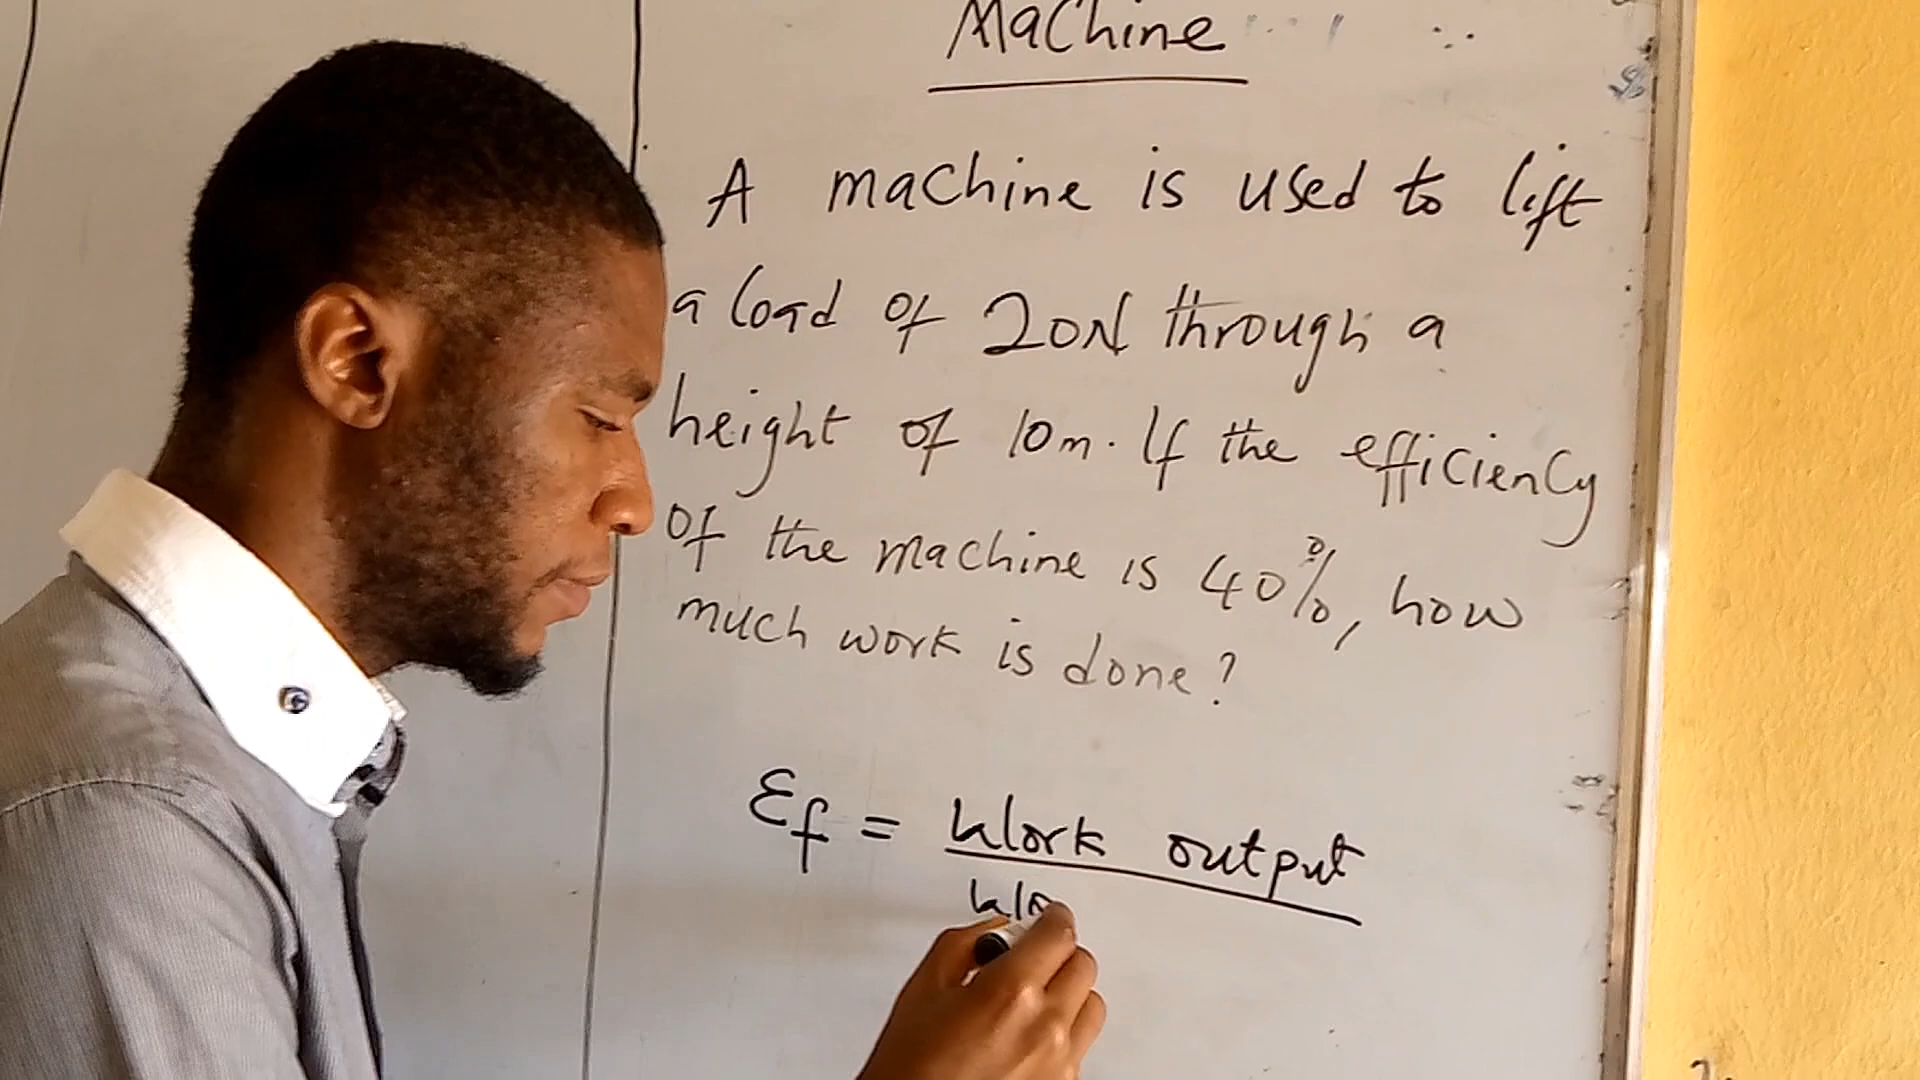 Machine
A machine is used to lift
a load of 20N through a
height of 10m. If the efficiency
of the machine is 40%, how
much work is done?
Ef = Work output
Wo